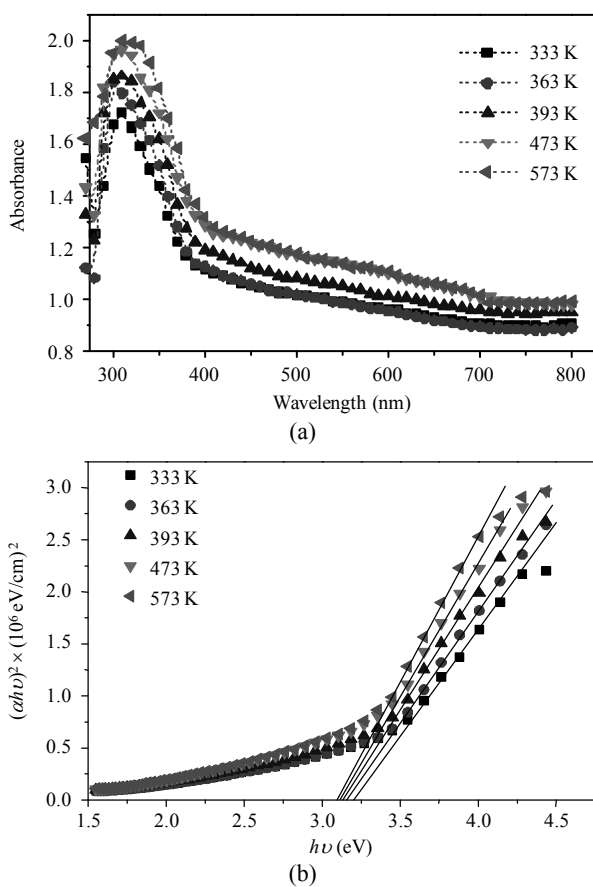 2.0
1.8
1.6
1.4
1.2
1.0
0.8
Absorbance
333 K
363 K
393 K
473 K
573 K
300 400 500 600 700 800
Wavelength (nm)
(a)
3.0
2.5
2.0
1.5
1.0
0.5
0.0
(αhυ)² × (10⁶ eV/cm)²
333 K
363 K
393 K
473 K
573 K
1.5 2.0 2.5 3.0 3.5 4.0 4.5
hυ (eV)
(b)